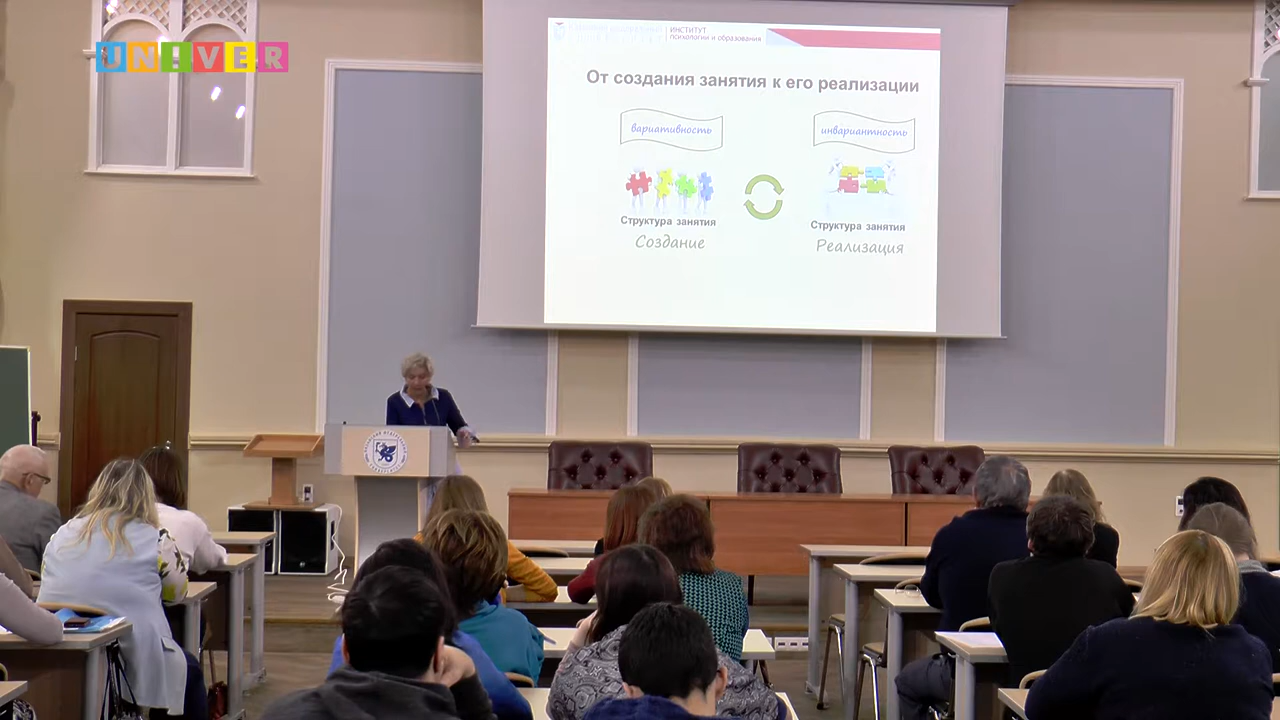 UNIVER
ИНСТИТУТ
ПСИХОЛОГИИ И ОБРАЗОВАНИЯ
От создания занятия к его реализации
вариативность
инвариантность
Структура занятия
Структура занятия
Создание
Реализация